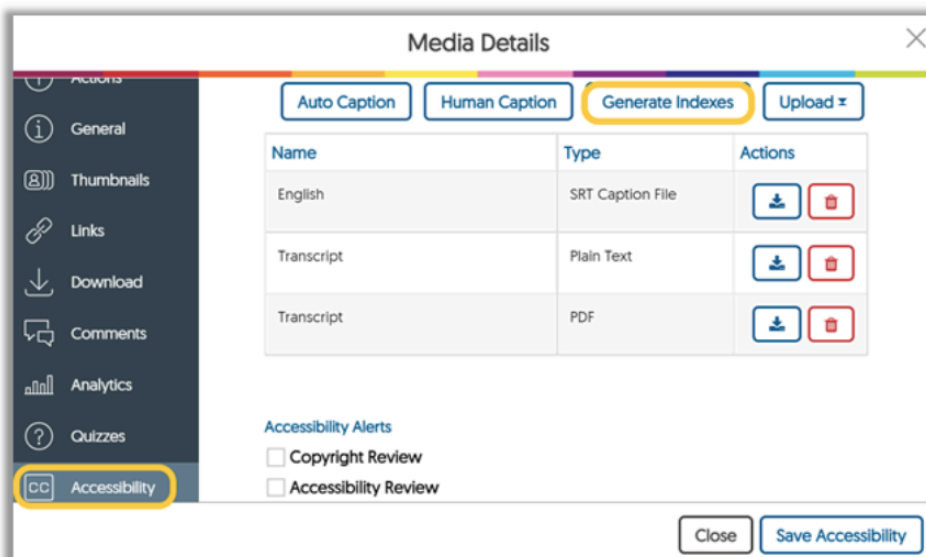 Media Details
Actions
General
Thumbnails
Links
Download
Comments
Analytics
Quizzes
CC Accessibility
Auto Caption Human Caption Generate Indexes Upload
Name Type Actions
English SRT Caption File
Transcript Plain Text
Transcript PDF
Accessibility Alerts
Copyright Review
Accessibility Review
Close Save Accessibility